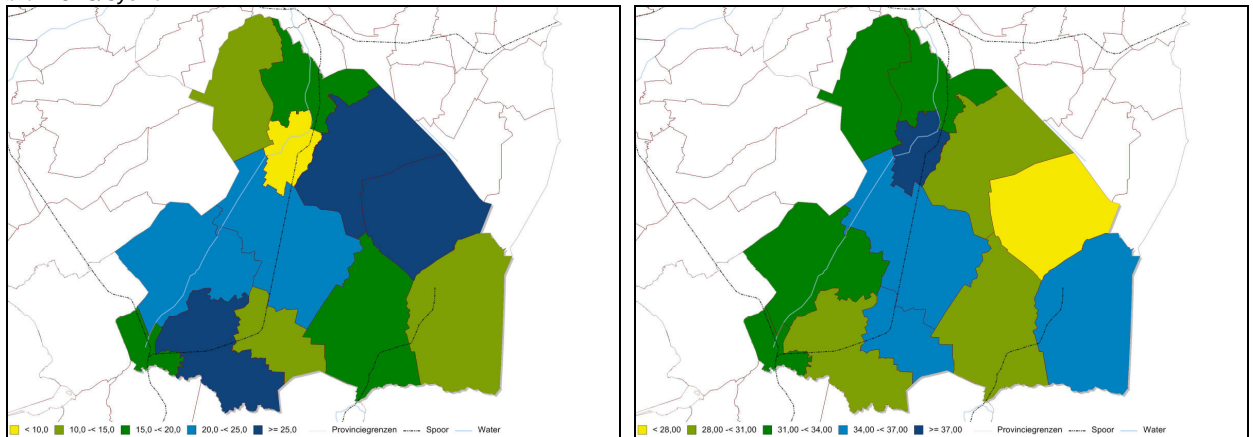 < 10,0 10,0 -< 15,0 15,0 -< 20,0 20,0 -< 25,0 >= 25,0 Provinciegrenzen Spoor Water
< 28,00 28,00 -< 31,00 31,00 -< 34,00 34,00 -< 37,00 >= 37,00 Provinciegrenzen Spoor Water